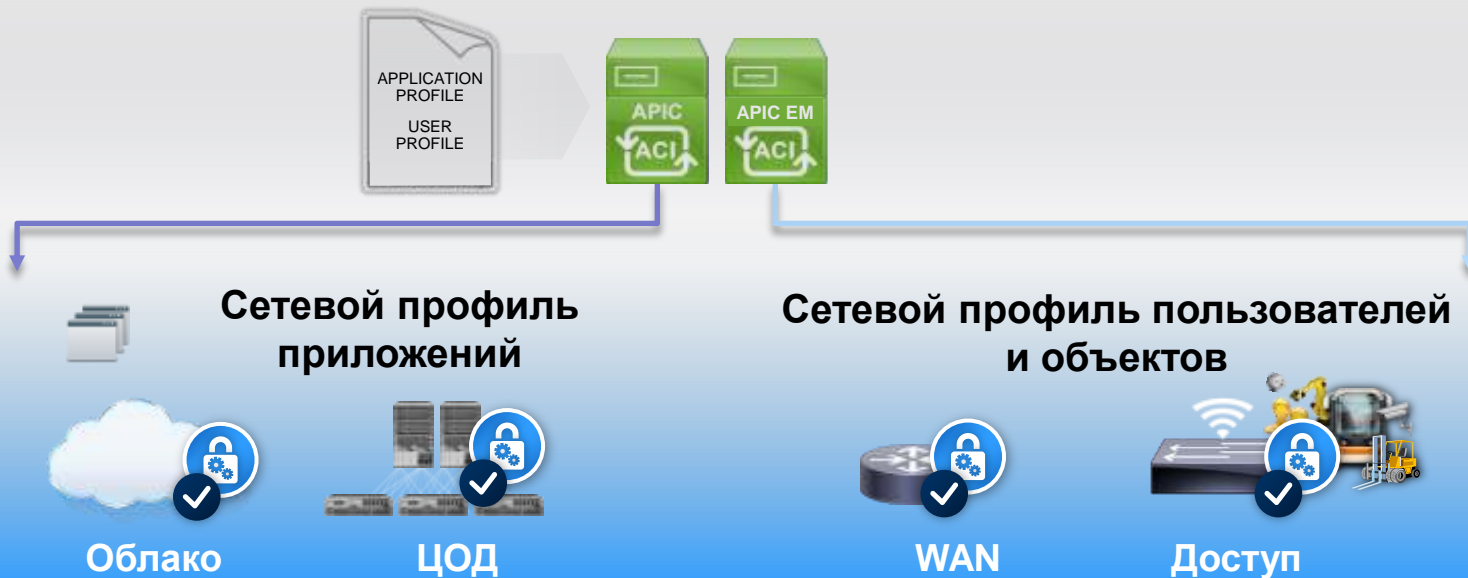 APPLICATION
PROFILE
USER
PROFILE
APIC
ACI
APIC EM
ACI
Сетевой профиль
приложений
Сетевой профиль пользователей
и объектов
Облако
ЦОД
WAN
Доступ